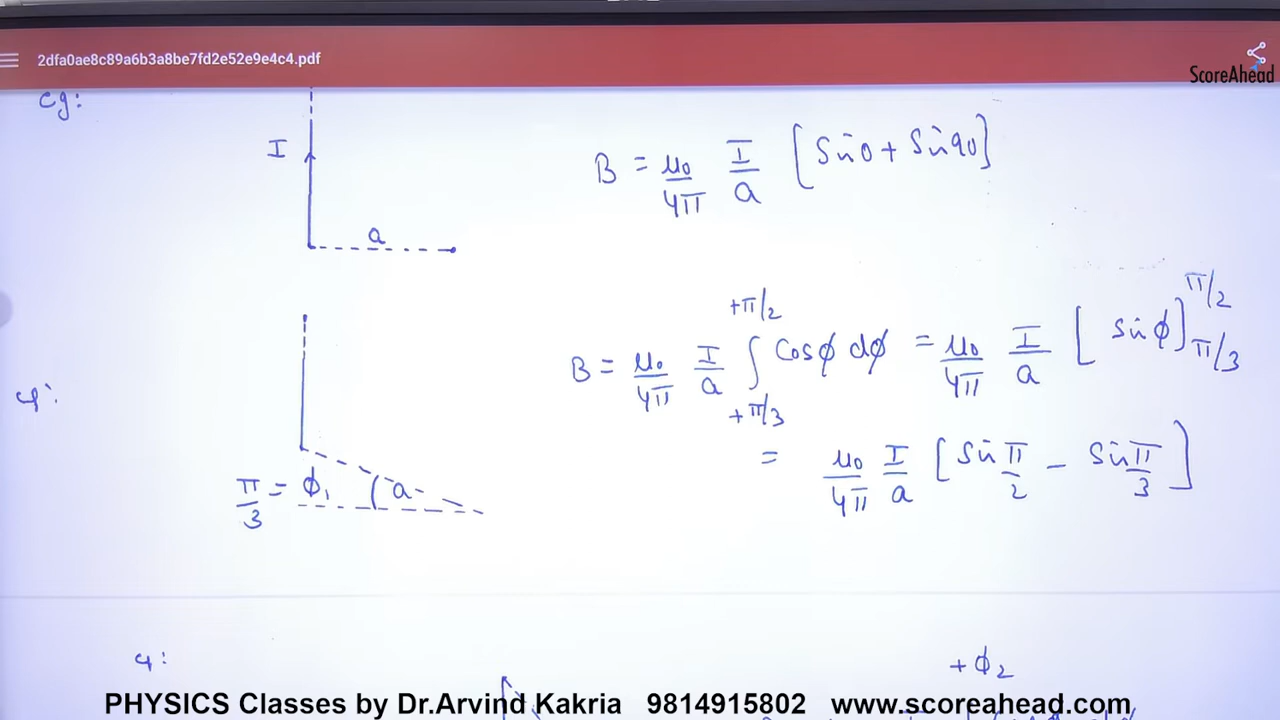 2dfa0ae8c89a6b3a8be7fd2e52e9e4c4.pdf
ScoreAhead
eg:
I
a
B = μ₀/4π I/a [Sin0 + Sin90]
B = μ₀/4π I/a ∫_{+π/3}^{+π/2} Cosϕ dϕ = μ₀/4π I/a [sinϕ]_{π/3}^{π/2}
π/3 = ϕ₁ a
= μ₀/4π I/a [Sin π/2 − Sin π/3]
+ϕ₂
PHYSICS Classes by Dr.Arvind Kakria 9814915802 www.scoreahead.com